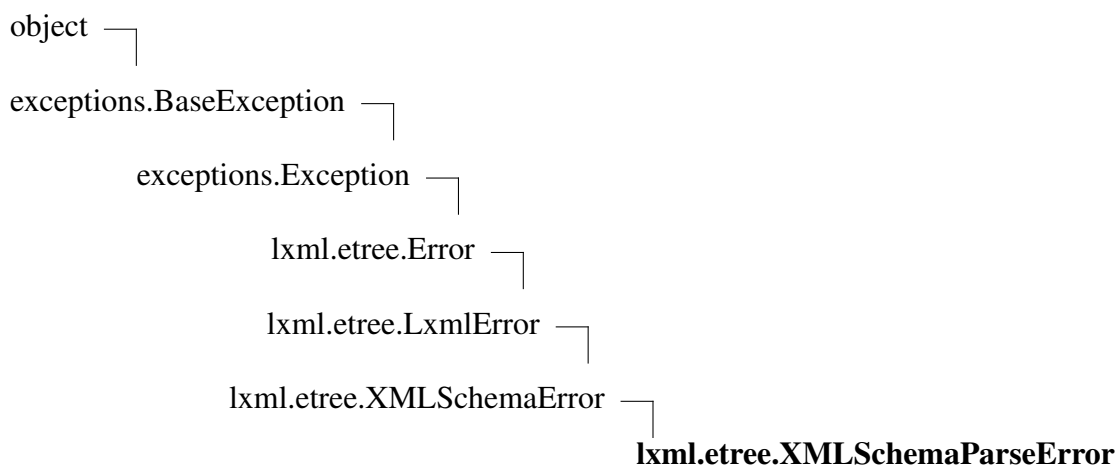 object
exceptions.BaseException
exceptions.Exception
lxml.etree.Error
lxml.etree.LxmlError
lxml.etree.XMLSchemaError
lxml.etree.XMLSchemaParseError